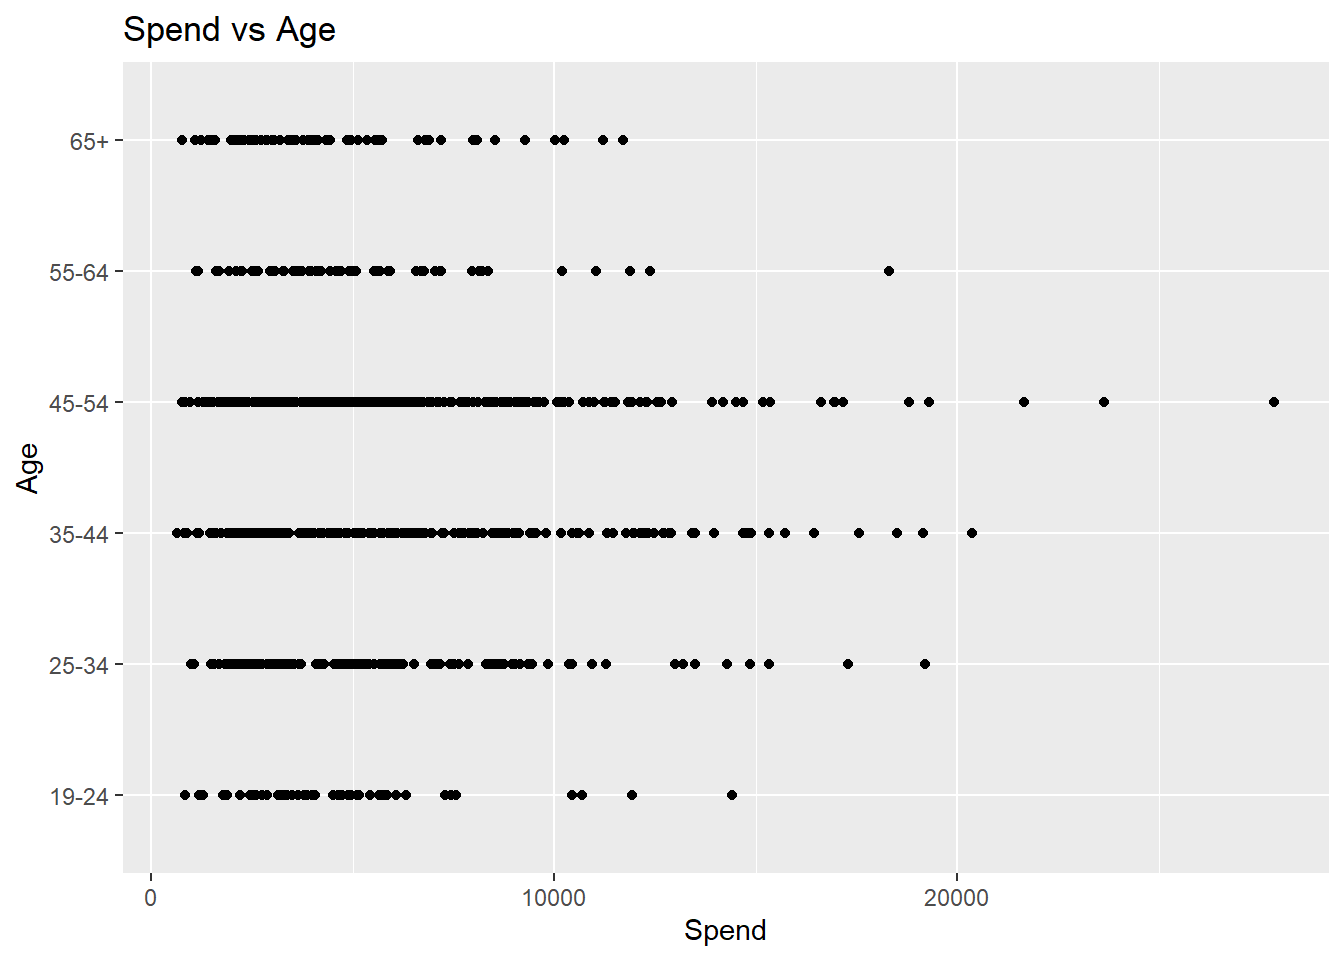 Spend vs Age
65+
55-64
45-54
35-44
25-34
19-24
Age
0 10000 20000
Spend